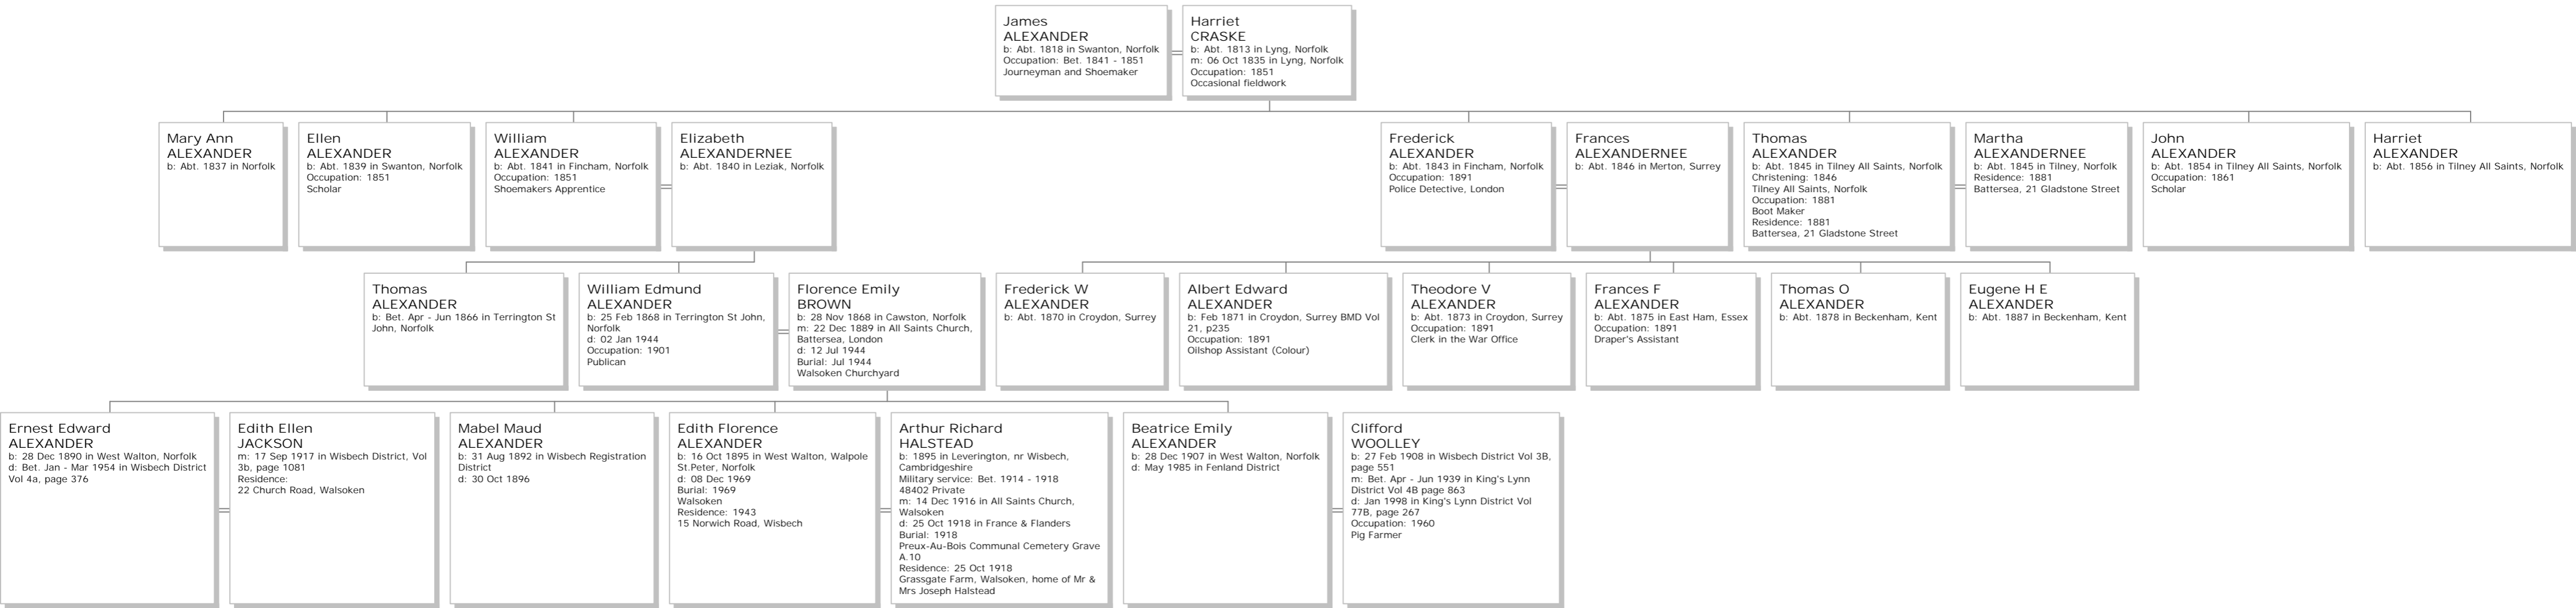 James
ALEXANDER
b: Abt. 1818 in Swanton, Norfolk
Occupation: Bet. 1841 - 1851
Journeyman and Shoemaker
Harriet
CRASKE
b: Abt. 1813 in Lyng, Norfolk
m: 06 Oct 1835 in Lyng, Norfolk
Occupation: 1851
Occasional fieldwork
Mary Ann
ALEXANDER
b: Abt. 1837 in Norfolk
Ellen
ALEXANDER
b: Abt. 1839 in Swanton, Norfolk
Occupation: 1851
Scholar
William
ALEXANDER
b: Abt. 1841 in Fincham, Norfolk
Occupation: 1851
Shoemakers Apprentice
Elizabeth
ALEXANDERNEE
b: Abt. 1840 in Leziak, Norfolk
Frederick
ALEXANDER
b: Abt. 1843 in Fincham, Norfolk
Occupation: 1891
Police Detective, London
Frances
ALEXANDERNEE
b: Abt. 1846 in Merton, Surrey
Thomas
ALEXANDER
b: Abt. 1845 in Tilney All Saints, Norfolk
Christening: 1846
Tilney All Saints, Norfolk
Occupation: 1881
Boot Maker
Residence: 1881
Battersea, 21 Gladstone Street
Martha
ALEXANDERNEE
b: Abt. 1845 in Tilney, Norfolk
Residence: 1881
Battersea, 21 Gladstone Street
John
ALEXANDER
b: Abt. 1854 in Tilney All Saints, Norfolk
Occupation: 1861
Scholar
Harriet
ALEXANDER
b: Abt. 1856 in Tilney All Saints, Norfolk
Thomas
ALEXANDER
b: Bet. Apr - Jun 1866 in Terrington St
John, Norfolk
William Edmund
ALEXANDER
b: 25 Feb 1868 in Terrington St John,
Norfolk
d: 02 Jan 1944
Occupation: 1901
Publican
Florence Emily
BROWN
b: 28 Nov 1868 in Cawston, Norfolk
m: 22 Dec 1889 in All Saints Church,
Battersea, London
d: 12 Jul 1944
Burial: Jul 1944
Walsoken Churchyard
Frederick W
ALEXANDER
b: Abt. 1870 in Croydon, Surrey
Albert Edward
ALEXANDER
b: Feb 1871 in Croydon, Surrey BMD Vol
21, p235
Occupation: 1891
Oilshop Assistant (Colour)
Theodore V
ALEXANDER
b: Abt. 1873 in Croydon, Surrey
Occupation: 1891
Clerk in the War Office
Frances F
ALEXANDER
b: Abt. 1875 in East Ham, Essex
Occupation: 1891
Draper's Assistant
Thomas O
ALEXANDER
b: Abt. 1878 in Beckenham, Kent
Eugene H E
ALEXANDER
b: Abt. 1887 in Beckenham, Kent
Ernest Edward
ALEXANDER
b: 28 Dec 1890 in West Walton, Norfolk
d: Bet. Jan - Mar 1954 in Wisbech District
Vol 4a, page 376
Edith Ellen
JACKSON
m: 17 Sep 1917 in Wisbech District, Vol
3b, page 1081
Residence:
22 Church Road, Walsoken
Mabel Maud
ALEXANDER
b: 31 Aug 1892 in Wisbech Registration
District
d: 30 Oct 1896
Edith Florence
ALEXANDER
b: 16 Oct 1895 in West Walton, Walpole
St.Peter, Norfolk
d: 08 Dec 1969
Burial: 1969
Walsoken
Residence: 1943
15 Norwich Road, Wisbech
Arthur Richard
HALSTEAD
b: 1895 in Leverington, nr Wisbech,
Cambridgeshire
Military service: Bet. 1914 - 1918
48402 Private
m: 14 Dec 1916 in All Saints Church,
Walsoken
d: 25 Oct 1918 in France & Flanders
Burial: 1918
Preux-Au-Bois Communal Cemetery Grave
A.10
Residence: 25 Oct 1918
Grassgate Farm, Walsoken, home of Mr &
Mrs Joseph Halstead
Beatrice Emily
ALEXANDER
b: 28 Dec 1907 in West Walton, Norfolk
d: May 1985 in Fenland District
Clifford
WOOLLEY
b: 27 Feb 1908 in Wisbech District Vol 3B,
page 551
m: Bet. Apr - Jun 1939 in King's Lynn
District Vol 4B page 863
d: Jan 1998 in King's Lynn District Vol
77B, page 267
Occupation: 1960
Pig Farmer